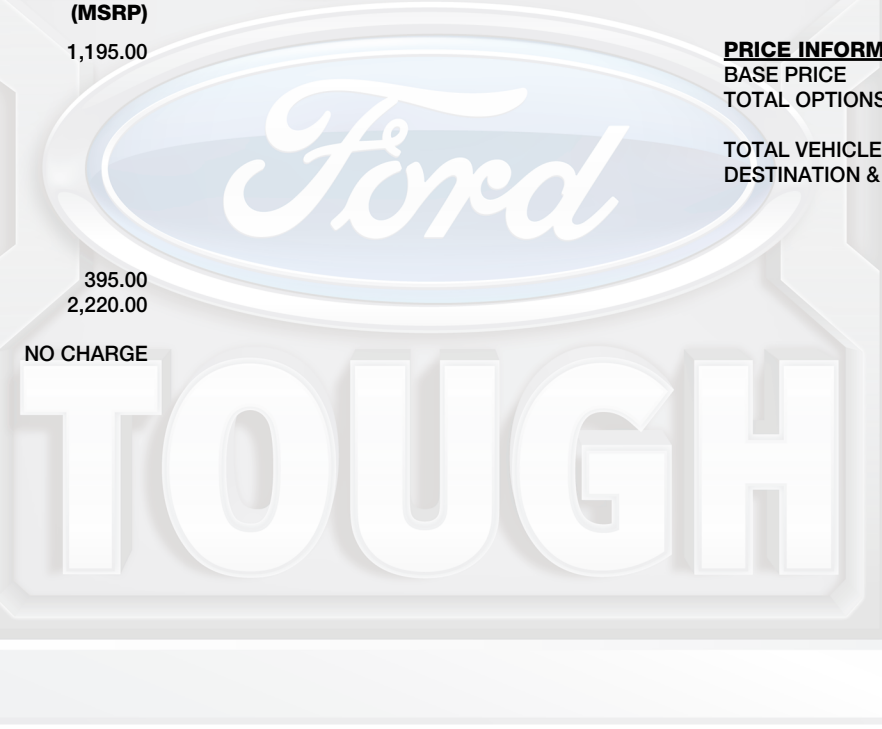 (MSRP)
1,195.00
395.00
2,220.00
NO CHARGE
PRICE INFORM
BASE PRICE
TOTAL OPTIONS
TOTAL VEHICLE
DESTINATION &
Ford
TOUGH